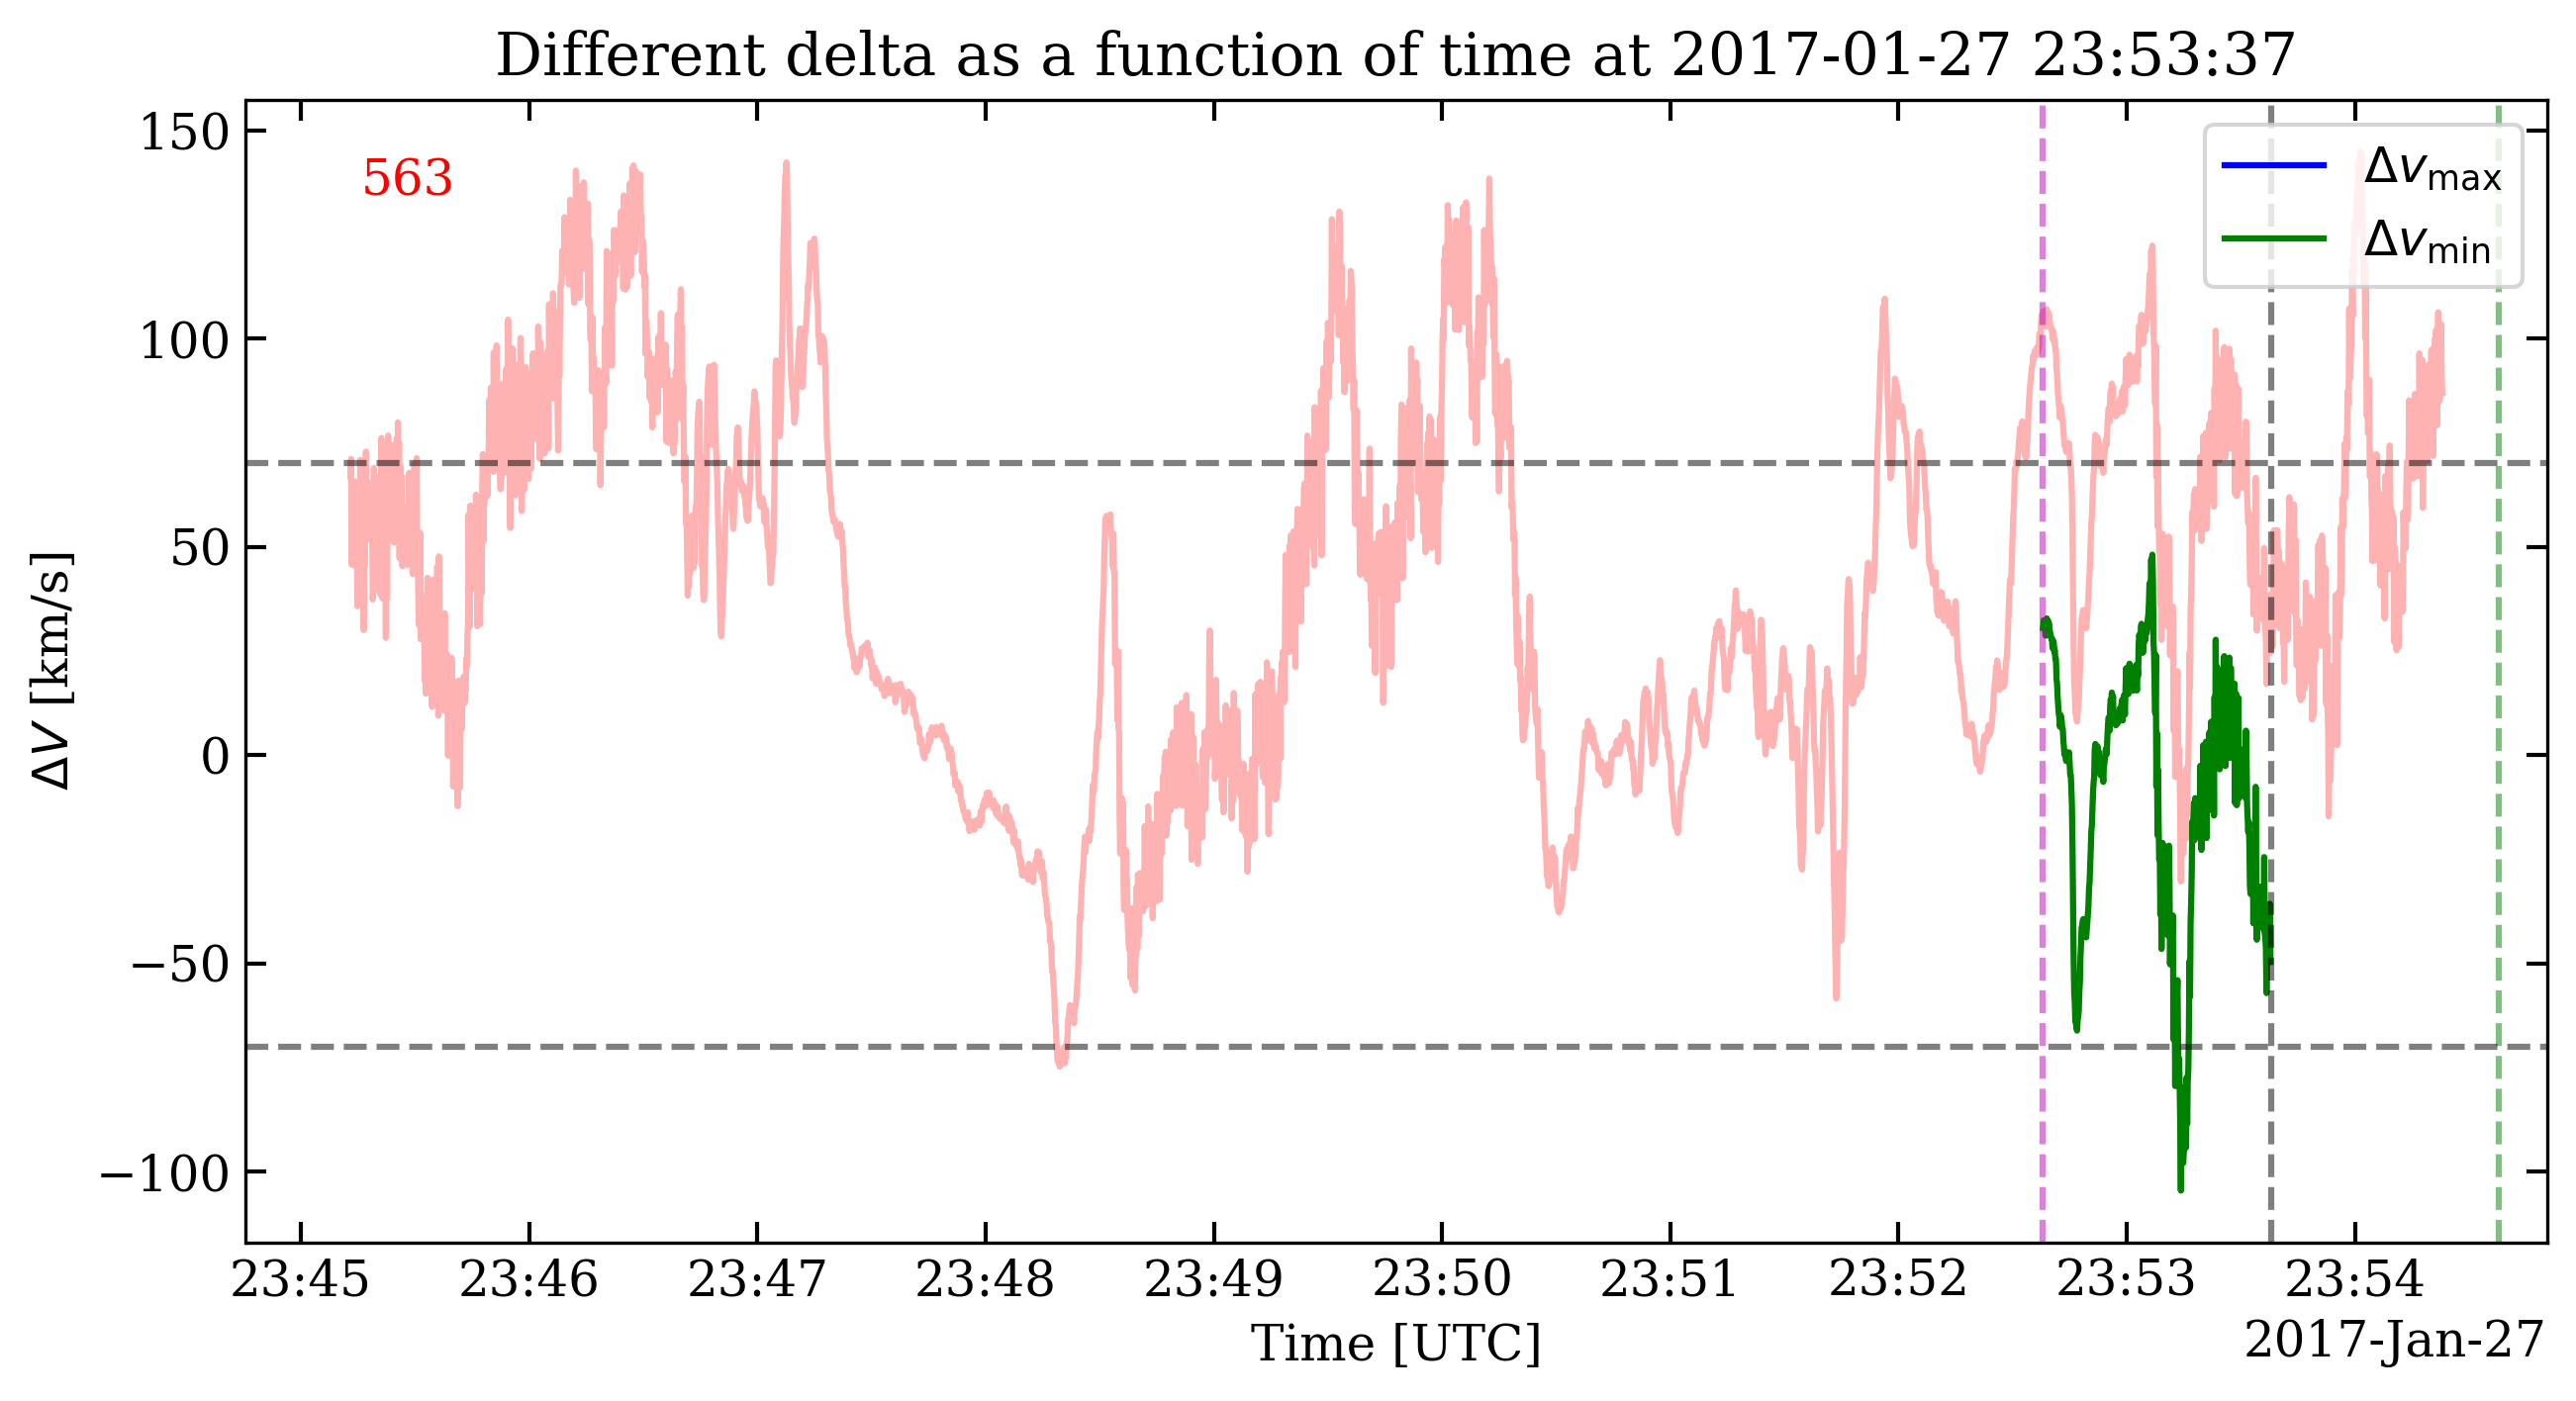 Different delta as a function of time at 2017-01-27 23:53:37
150
100
50
0
−50
−100
ΔV [km/s]
563
Δv_max
Δv_min
23:45 23:46 23:47 23:48 23:49 23:50 23:51 23:52 23:53 23:54
Time [UTC]
2017-Jan-27